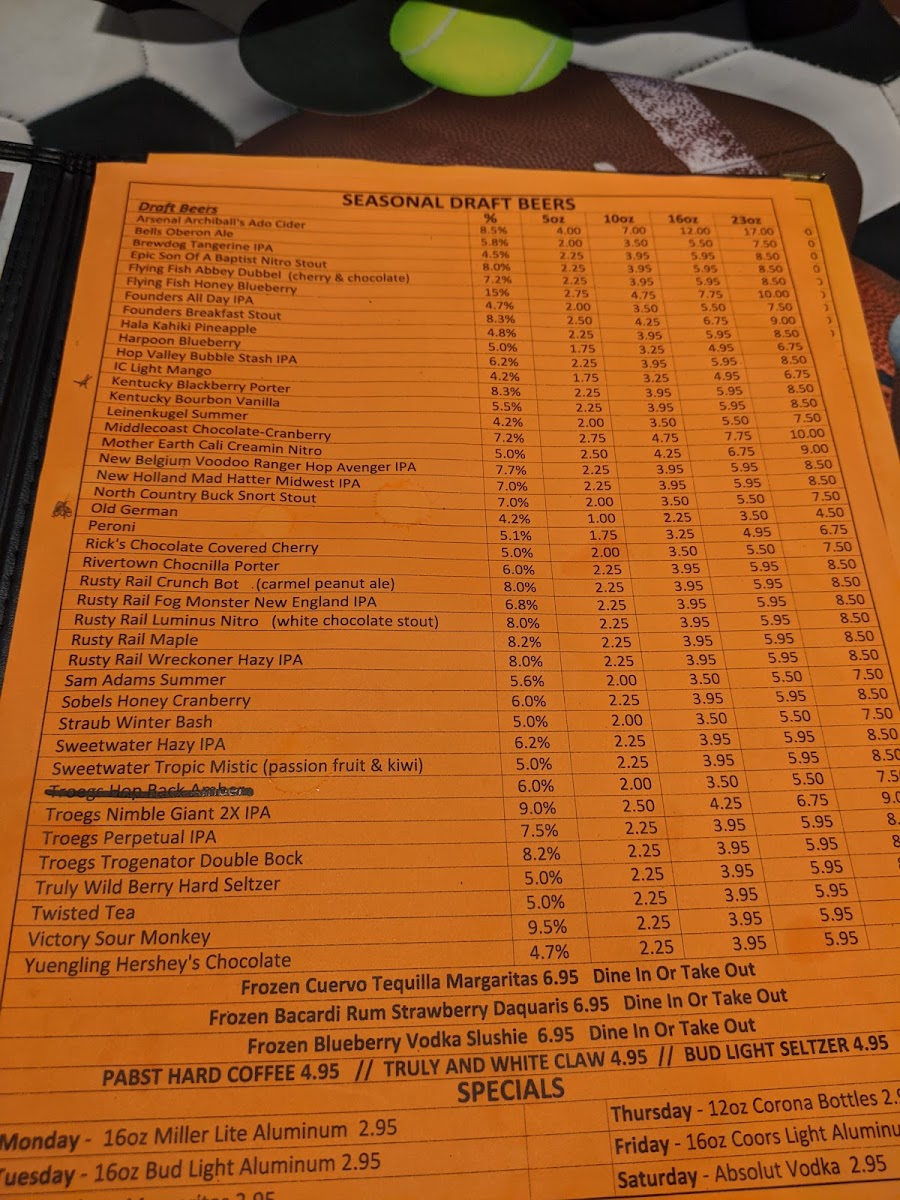 SEASONAL DRAFT BEERS
Draft Beers % 5oz 10oz 16oz 23oz
Arsenal Archiball's Ado Cider 8.5% 4.00 7.00 12.00 17.00
Bells Oberon Ale 5.8% 2.00 3.50 5.50 7.50
Brewdog Tangerine IPA 4.5% 2.25 3.95 5.95 8.50
Epic Son Of A Baptist Nitro Stout 8.0% 2.25 3.95 5.95 8.50
Flying Fish Abbey Dubbel (cherry & chocolate) 7.2% 2.25 3.95 5.95 8.50
Flying Fish Honey Blueberry 15% 2.75 4.75 7.75 10.00
Founders All Day IPA 4.7% 2.00 3.50 5.50 7.50
Founders Breakfast Stout 8.3% 2.50 4.25 6.75 9.00
Hala Kahiki Pineapple 4.8% 2.25 3.95 5.95 8.50
Harpoon Blueberry 5.0% 1.75 3.25 4.95 6.75
Hop Valley Bubble Stash IPA 6.2% 2.25 3.95 5.95 8.50
IC Light Mango 4.2% 1.75 3.25 4.95 6.75
Kentucky Blackberry Porter 8.3% 2.25 3.95 5.95 8.50
Kentucky Bourbon Vanilla 5.5% 2.25 3.95 5.95 8.50
Leinenkugel Summer 4.2% 2.00 3.50 5.50 7.50
Middlecoast Chocolate-Cranberry 7.2% 2.75 4.75 7.75 10.00
Mother Earth Cali Creamin Nitro 5.0% 2.50 4.25 6.75 9.00
New Belgium Voodoo Ranger Hop Avenger IPA 7.7% 2.25 3.95 5.95 8.50
New Holland Mad Hatter Midwest IPA 7.0% 2.25 3.95 5.95 8.50
North Country Buck Snort Stout 7.0% 2.00 3.50 5.50 7.50
Old German 4.2% 1.00 2.25 3.50 4.50
Peroni 5.1% 1.75 3.25 4.95 6.75
Rick's Chocolate Covered Cherry 5.0% 2.00 3.50 5.50 7.50
Rivertown Chocnilla Porter 6.0% 2.25 3.95 5.95 8.50
Rusty Rail Crunch Bot (carmel peanut ale) 8.0% 2.25 3.95 5.95 8.50
Rusty Rail Fog Monster New England IPA 6.8% 2.25 3.95 5.95 8.50
Rusty Rail Luminus Nitro (white chocolate stout) 8.0% 2.25 3.95 5.95 8.50
Rusty Rail Maple 8.2% 2.25 3.95 5.95 8.50
Rusty Rail Wreckoner Hazy IPA 8.0% 2.25 3.95 5.95 8.50
Sam Adams Summer 5.6% 2.00 3.50 5.50 7.50
Sobels Honey Cranberry 6.0% 2.25 3.95 5.95 8.50
Straub Winter Bash 5.0% 2.00 3.50 5.50 7.50
Sweetwater Hazy IPA 6.2% 2.25 3.95 5.95 8.50
Sweetwater Tropic Mistic (passion fruit & kiwi) 5.0% 2.25 3.95 5.95 8.50
Troegs Hop Back 6.0% 2.00 3.50 5.50 7.5
Troegs Nimble Giant 2X IPA 9.0% 2.50 4.25 6.75 9.0
Troegs Perpetual IPA 7.5% 2.25 3.95 5.95 8.
Troegs Trogenator Double Bock 8.2% 2.25 3.95 5.95 8
Truly Wild Berry Hard Seltzer 5.0% 2.25 3.95 5.95
Twisted Tea 5.0% 2.25 3.95 5.95
Victory Sour Monkey 9.5% 2.25 3.95 5.95
Yuengling Hershey's Chocolate 4.7% 2.25 3.95 5.95
Frozen Cuervo Tequilla Margaritas 6.95 Dine In Or Take Out
Frozen Bacardi Rum Strawberry Daquaris 6.95 Dine In Or Take Out
Frozen Blueberry Vodka Slushie 6.95 Dine In Or Take Out
PABST HARD COFFEE 4.95 // TRULY AND WHITE CLAW 4.95 // BUD LIGHT SELTZER 4.95
SPECIALS
Monday - 16oz Miller Lite Aluminum 2.95
Tuesday - 16oz Bud Light Aluminum 2.95
Thursday - 12oz Corona Bottles 2.9
Friday - 16oz Coors Light Aluminu
Saturday - Absolut Vodka 2.95